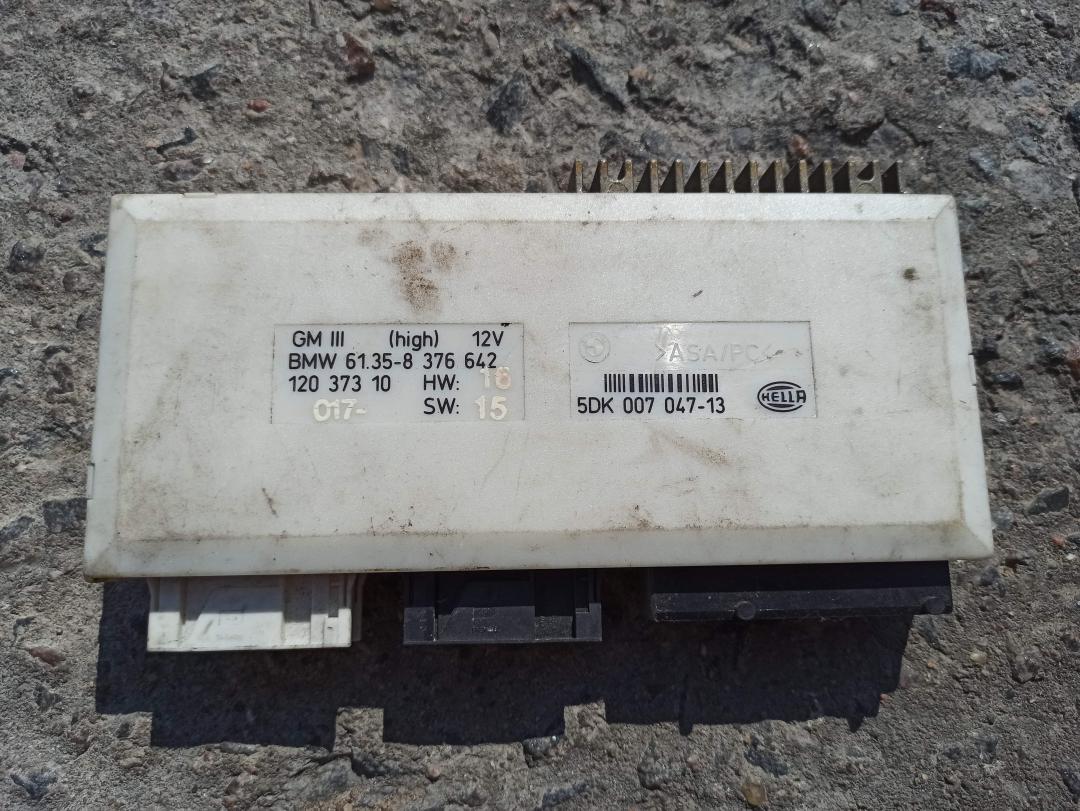 GM III (high) 12V
BMW 61.35-8 376 642
120 373 10 HW: 16
017- SW: 15
>ASA/PC<
5DK 007 047-13
HELLA